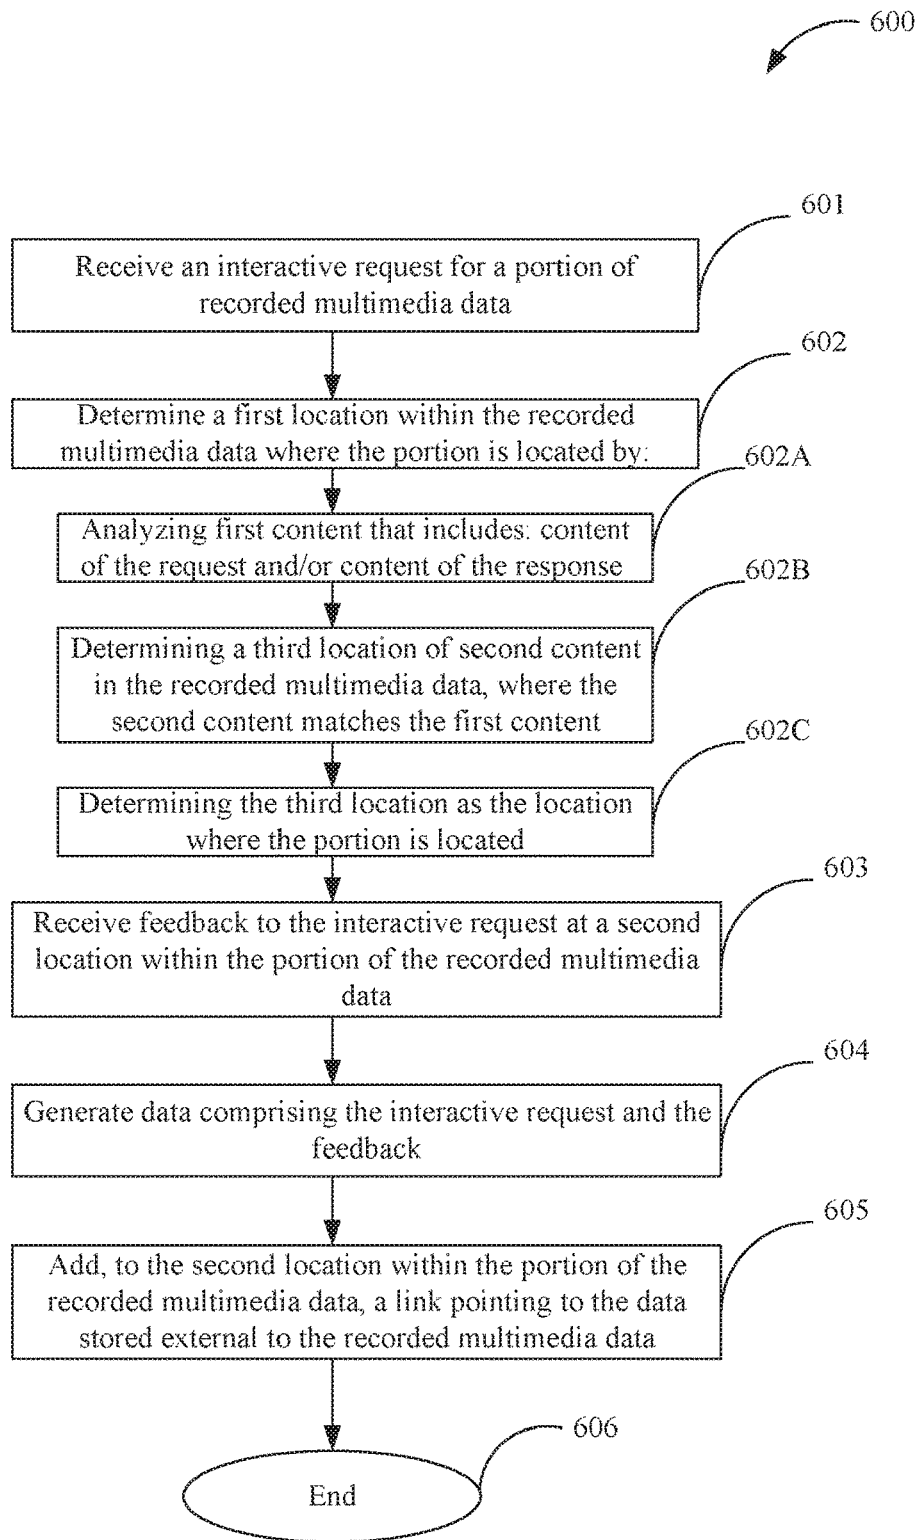 600
601
Receive an interactive request for a portion of
recorded multimedia data
602
Determine a first location within the recorded
multimedia data where the portion is located by:
602A
Analyzing first content that includes: content
of the request and/or content of the response
602B
Determining a third location of second content
in the recorded multimedia data, where the
second content matches the first content
602C
Determining the third location as the location
where the portion is located
603
Receive feedback to the interactive request at a second
location within the portion of the recorded multimedia
data
604
Generate data comprising the interactive request and the
feedback
605
Add, to the second location within the portion of the
recorded multimedia data, a link pointing to the data
stored external to the recorded multimedia data
606
End